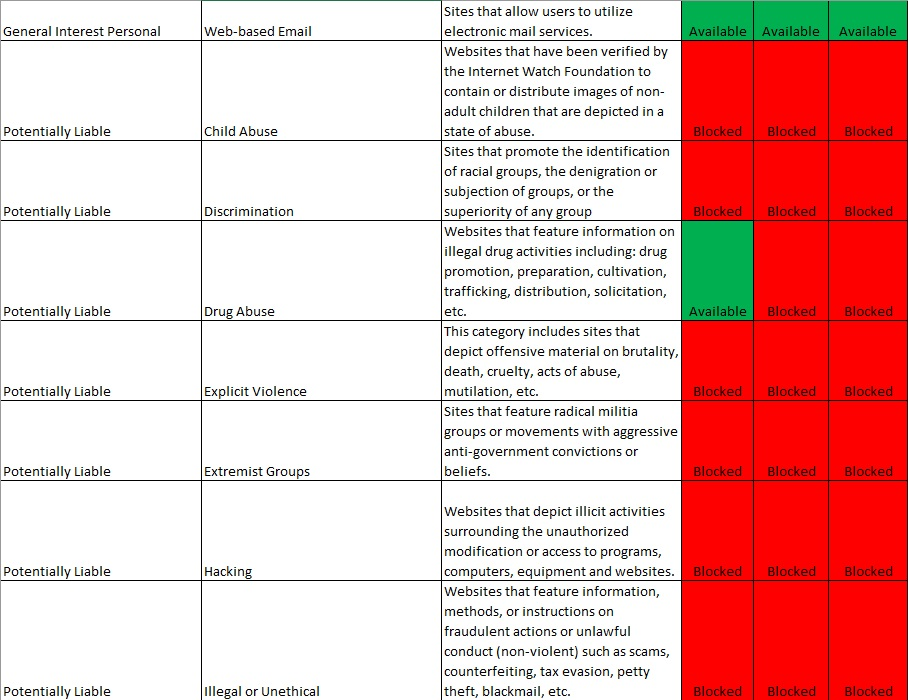 General Interest Personal Web-based Email Sites that allow users to utilize
electronic mail services. Available Available Available
Potentially Liable Child Abuse Websites that have been verified by
the Internet Watch Foundation to
contain or distribute images of non-
adult children that are depicted in a
state of abuse. Blocked Blocked Blocked
Potentially Liable Discrimination Sites that promote the identification
of racial groups, the denigration or
subjection of groups, or the
superiority of any group Blocked Blocked Blocked
Potentially Liable Drug Abuse Websites that feature information on
illegal drug activities including: drug
promotion, preparation, cultivation,
trafficking, distribution, solicitation,
etc. Available Blocked Blocked
Potentially Liable Explicit Violence This category includes sites that
depict offensive material on brutality,
death, cruelty, acts of abuse,
mutilation, etc. Blocked Blocked Blocked
Potentially Liable Extremist Groups Sites that feature radical militia
groups or movements with aggressive
anti-government convictions or
beliefs. Blocked Blocked Blocked
Potentially Liable Hacking Websites that depict illicit activities
surrounding the unauthorized
modification or access to programs,
computers, equipment and websites. Blocked Blocked Blocked
Potentially Liable Illegal or Unethical Websites that feature information,
methods, or instructions on
fraudulent actions or unlawful
conduct (non-violent) such as scams,
counterfeiting, tax evasion, petty
theft, blackmail, etc. Blocked Blocked Blocked